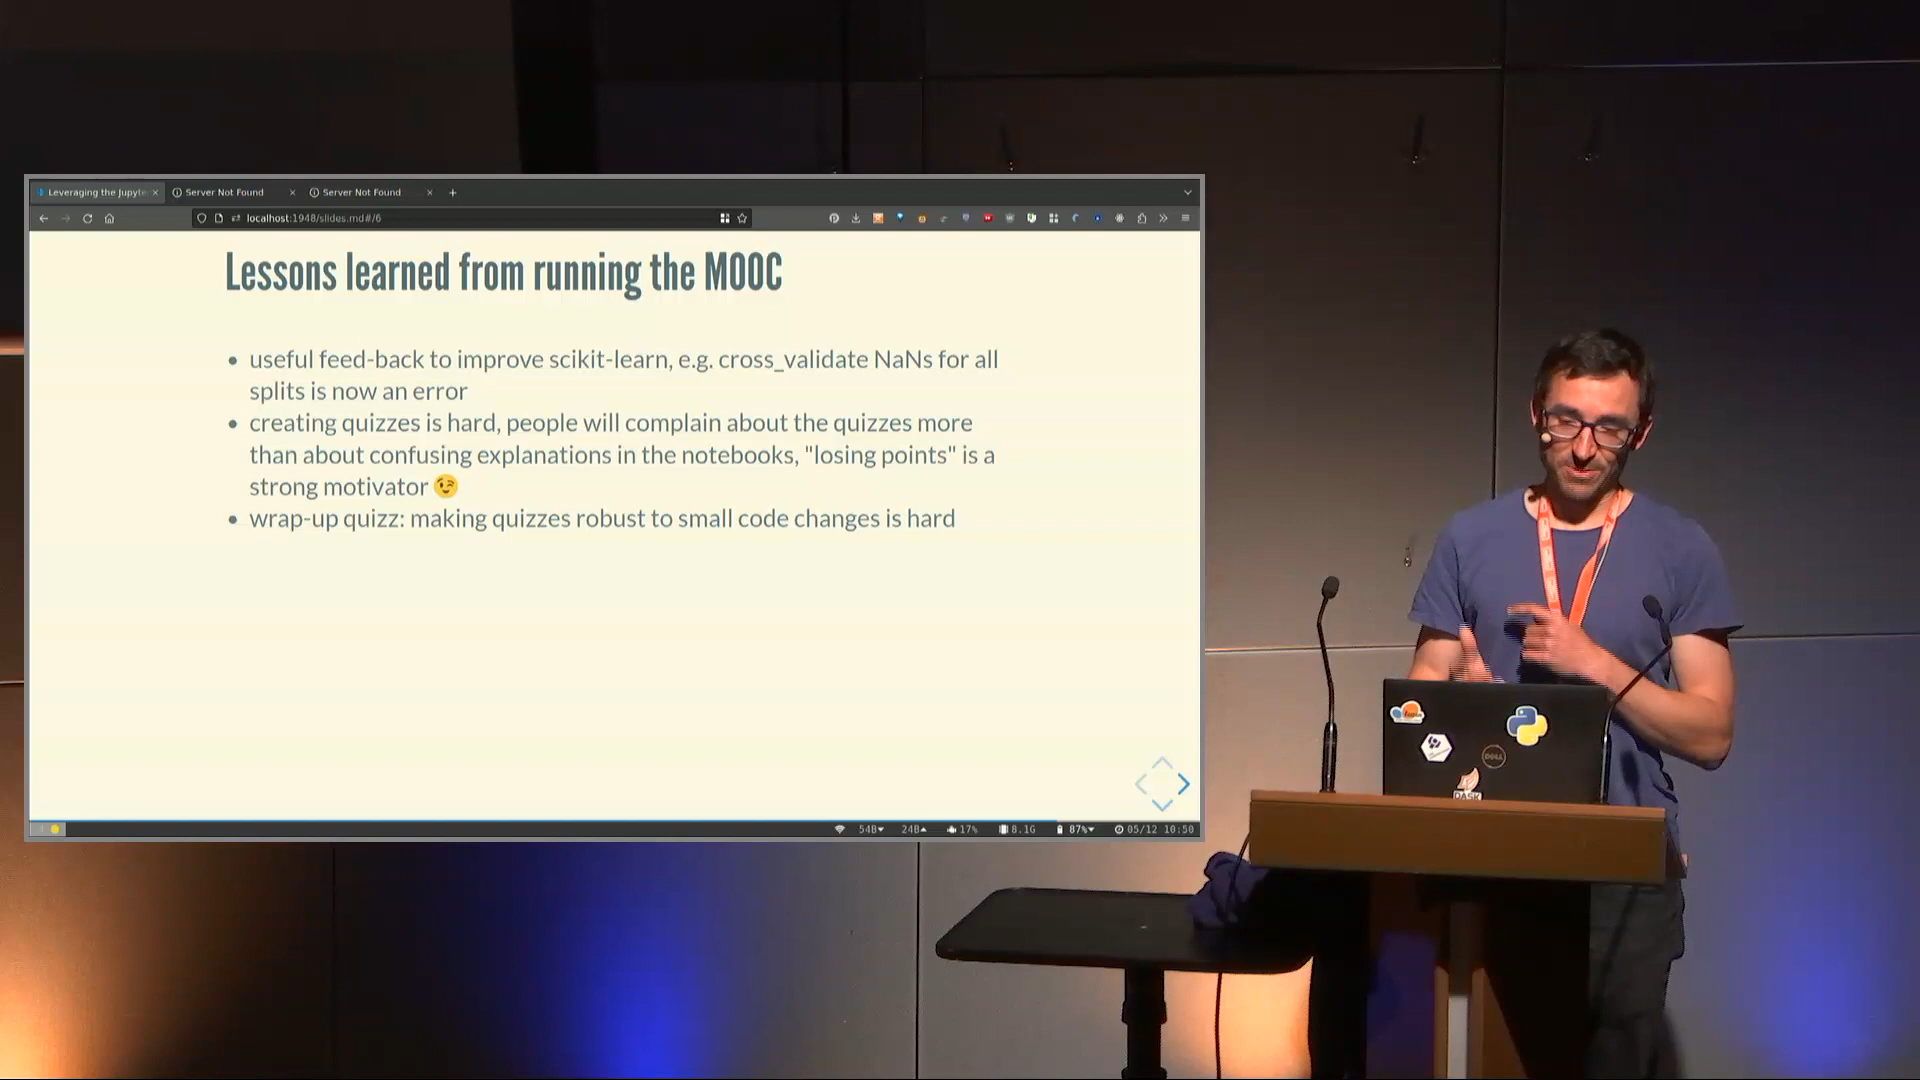 Leveraging the Jupyte
Server Not Found
Server Not Found
localhost:1948/slides.md#/6
Lessons learned from running the MOOC
useful feed-back to improve scikit-learn, e.g. cross_validate NaNs for all
splits is now an error
creating quizzes is hard, people will complain about the quizzes more
than about confusing explanations in the notebooks, "losing points" is a
strong motivator 😉
wrap-up quizz: making quizzes robust to small code changes is hard
54B 24B 17% 8.1G 87% 05/12 10:50
DELL
DASK